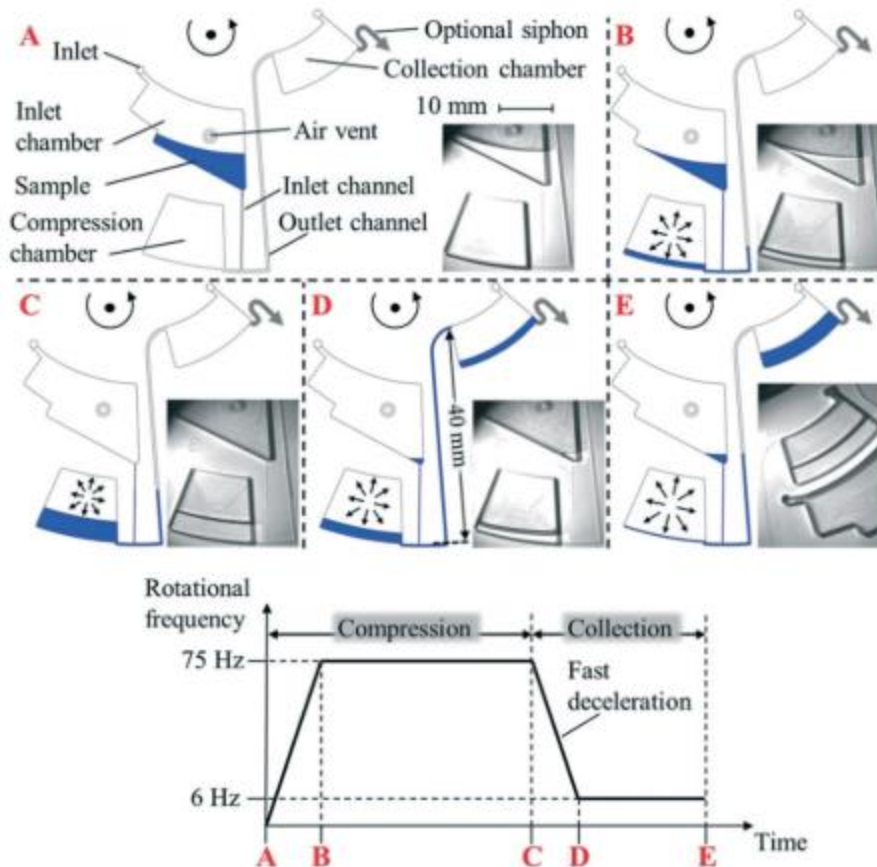 A
Optional siphon
B
Inlet
Collection chamber
Inlet
chamber
Air vent
10 mm
Sample
Inlet channel
Compression
chamber
Outlet channel
C
D
E
40 mm
Rotational
frequency
Compression
Collection
75 Hz
Fast
deceleration
6 Hz
Time
A
B
C
D
E